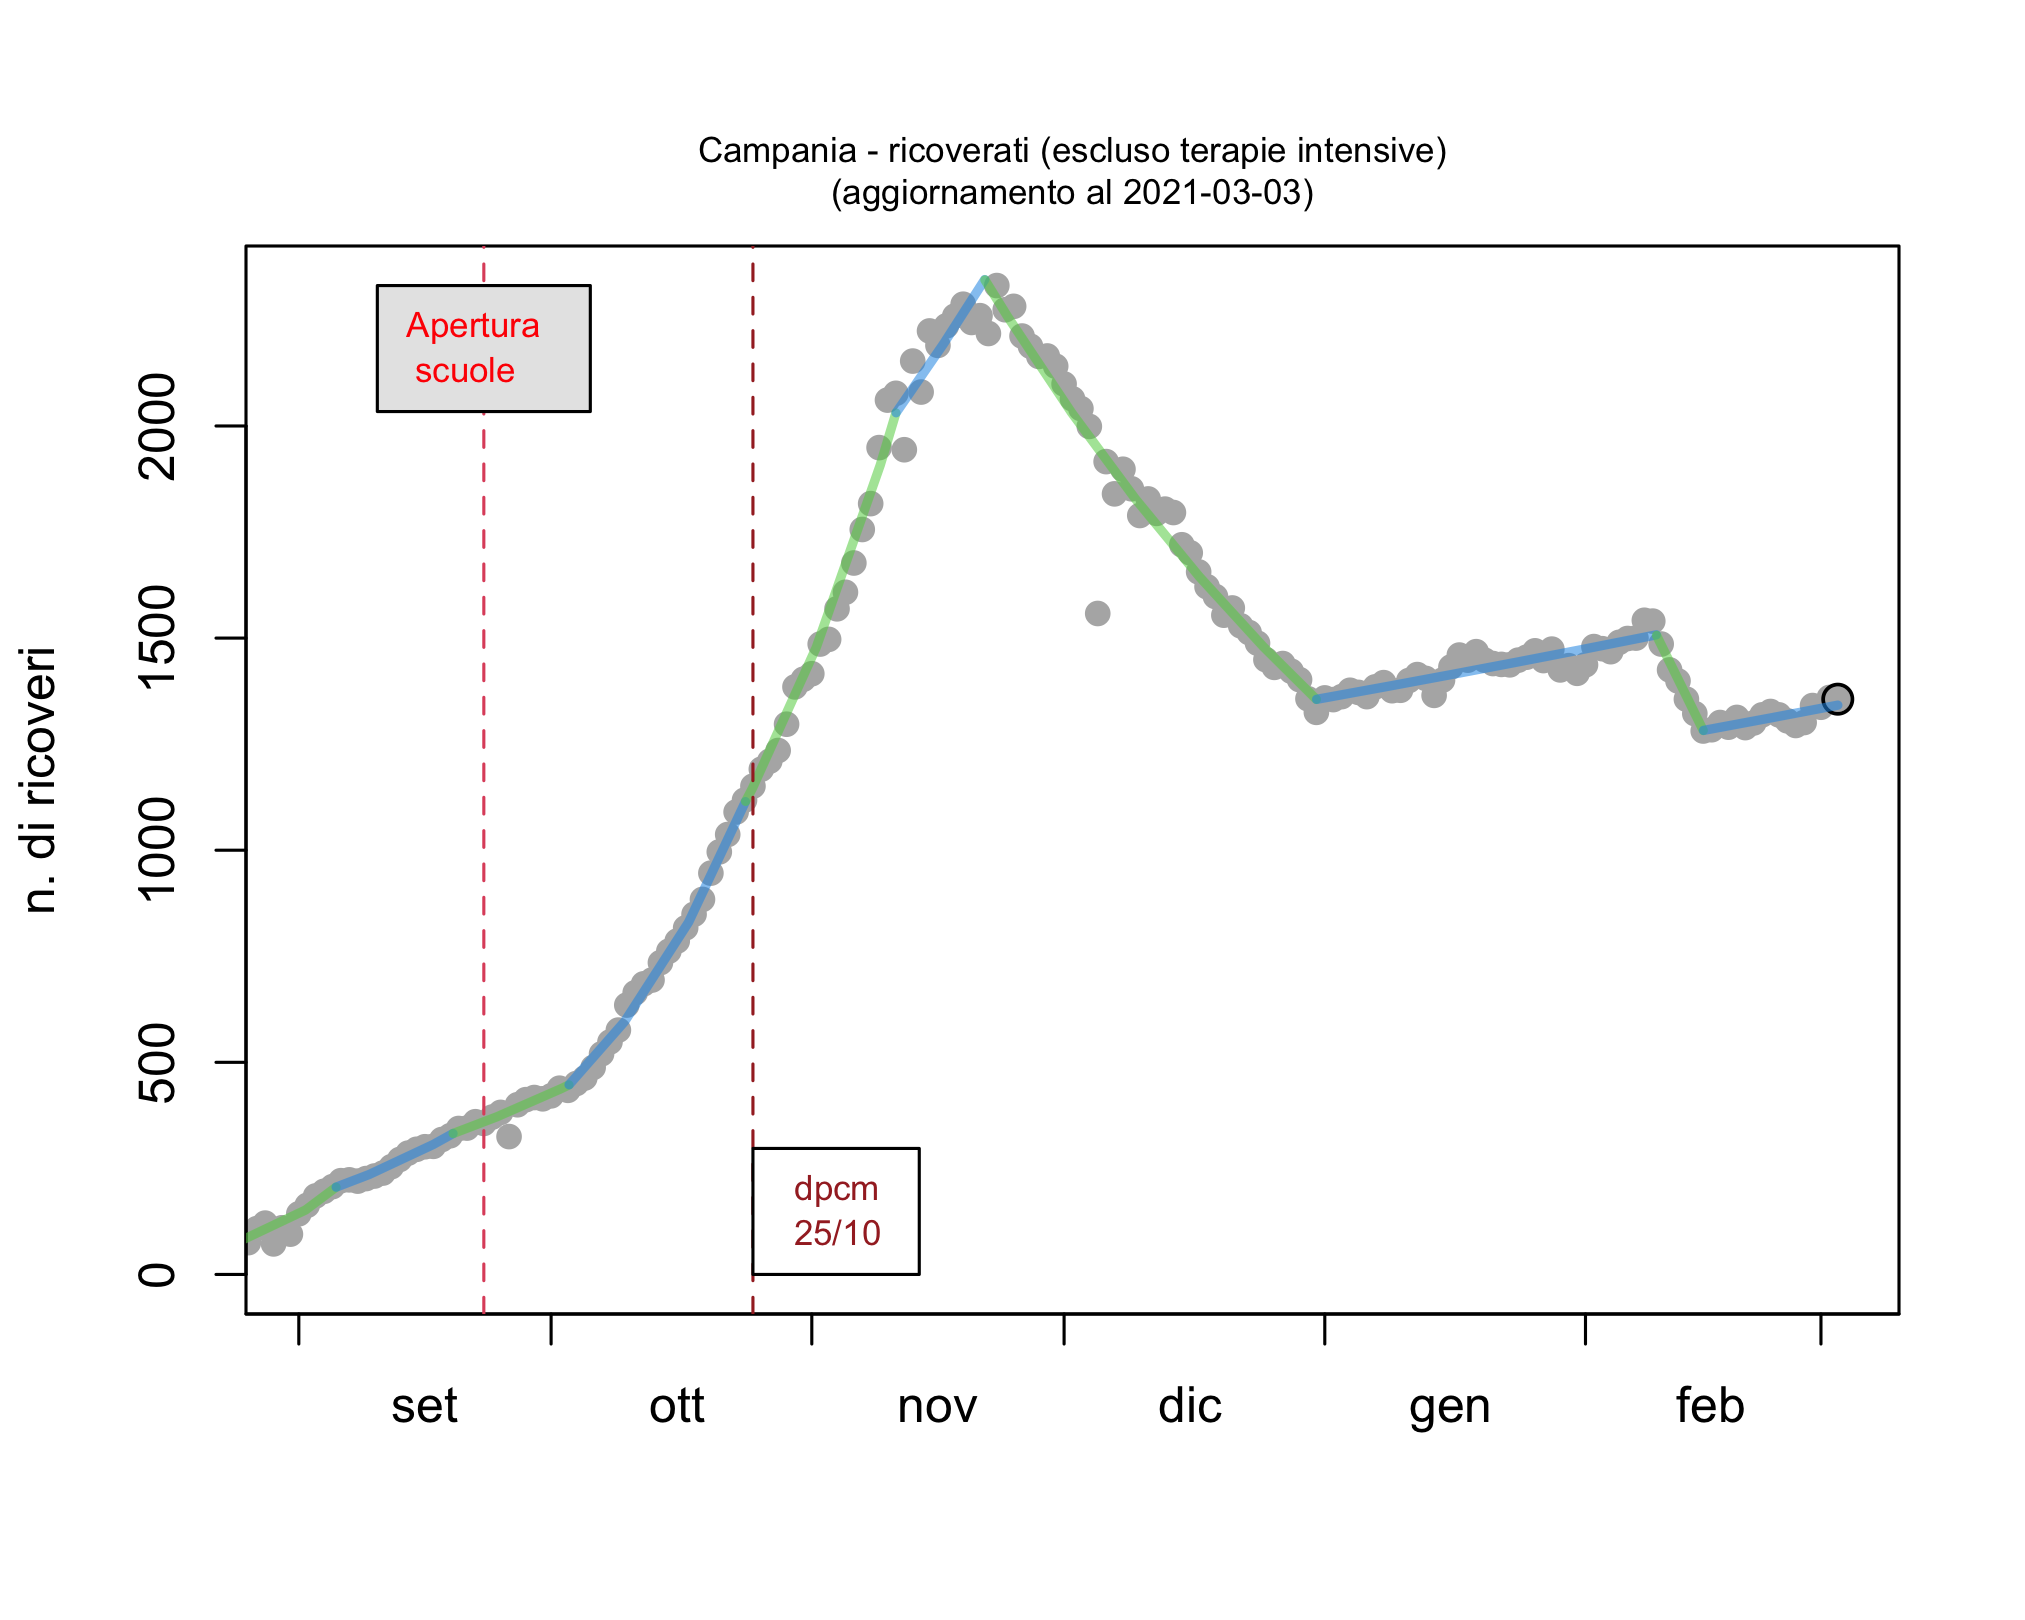 Campania - ricoverati (escluso terapie intensive)
(aggiornamento al 2021-03-03)
Apertura
scuole
n. di ricoveri
2000
1500
1000
500
0
dpcm
25/10
set ott nov dic gen feb